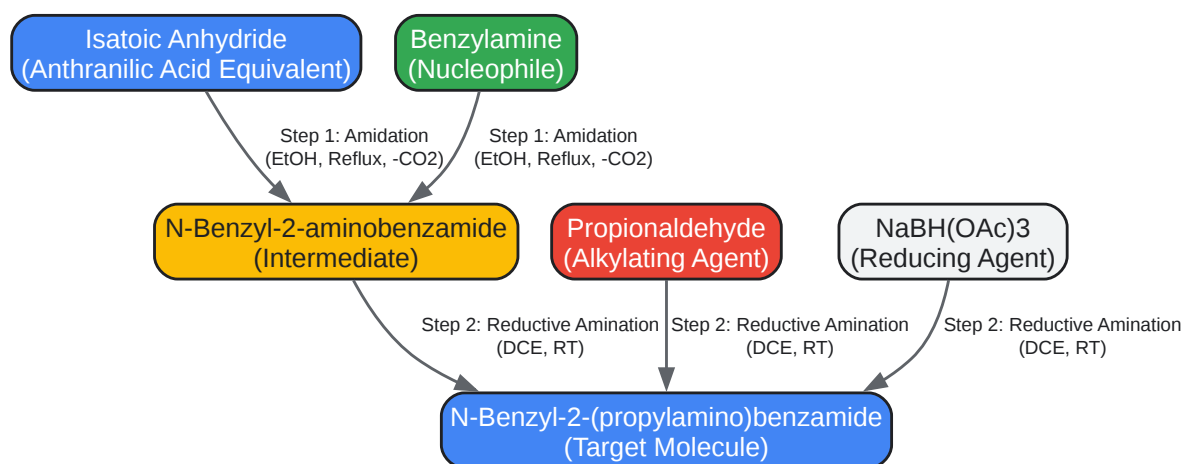 Isatoic Anhydride
(Anthranilic Acid Equivalent)
Benzylamine
(Nucleophile)
Step 1: Amidation
(EtOH, Reflux, -CO2)
Step 1: Amidation
(EtOH, Reflux, -CO2)
N-Benzyl-2-aminobenzamide
(Intermediate)
Propionaldehyde
(Alkylating Agent)
NaBH(OAc)3
(Reducing Agent)
Step 2: Reductive Amination
(DCE, RT)
Step 2: Reductive Amination
(DCE, RT)
Step 2: Reductive Amination
(DCE, RT)
N-Benzyl-2-(propylamino)benzamide
(Target Molecule)